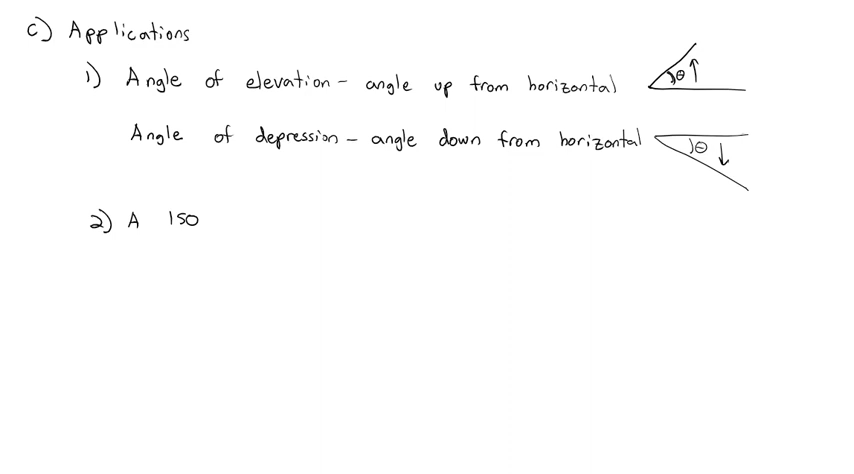 C) Applications
1) Angle of elevation - angle up from horizontal θ
Angle of depression - angle down from horizontal θ
2) A 150